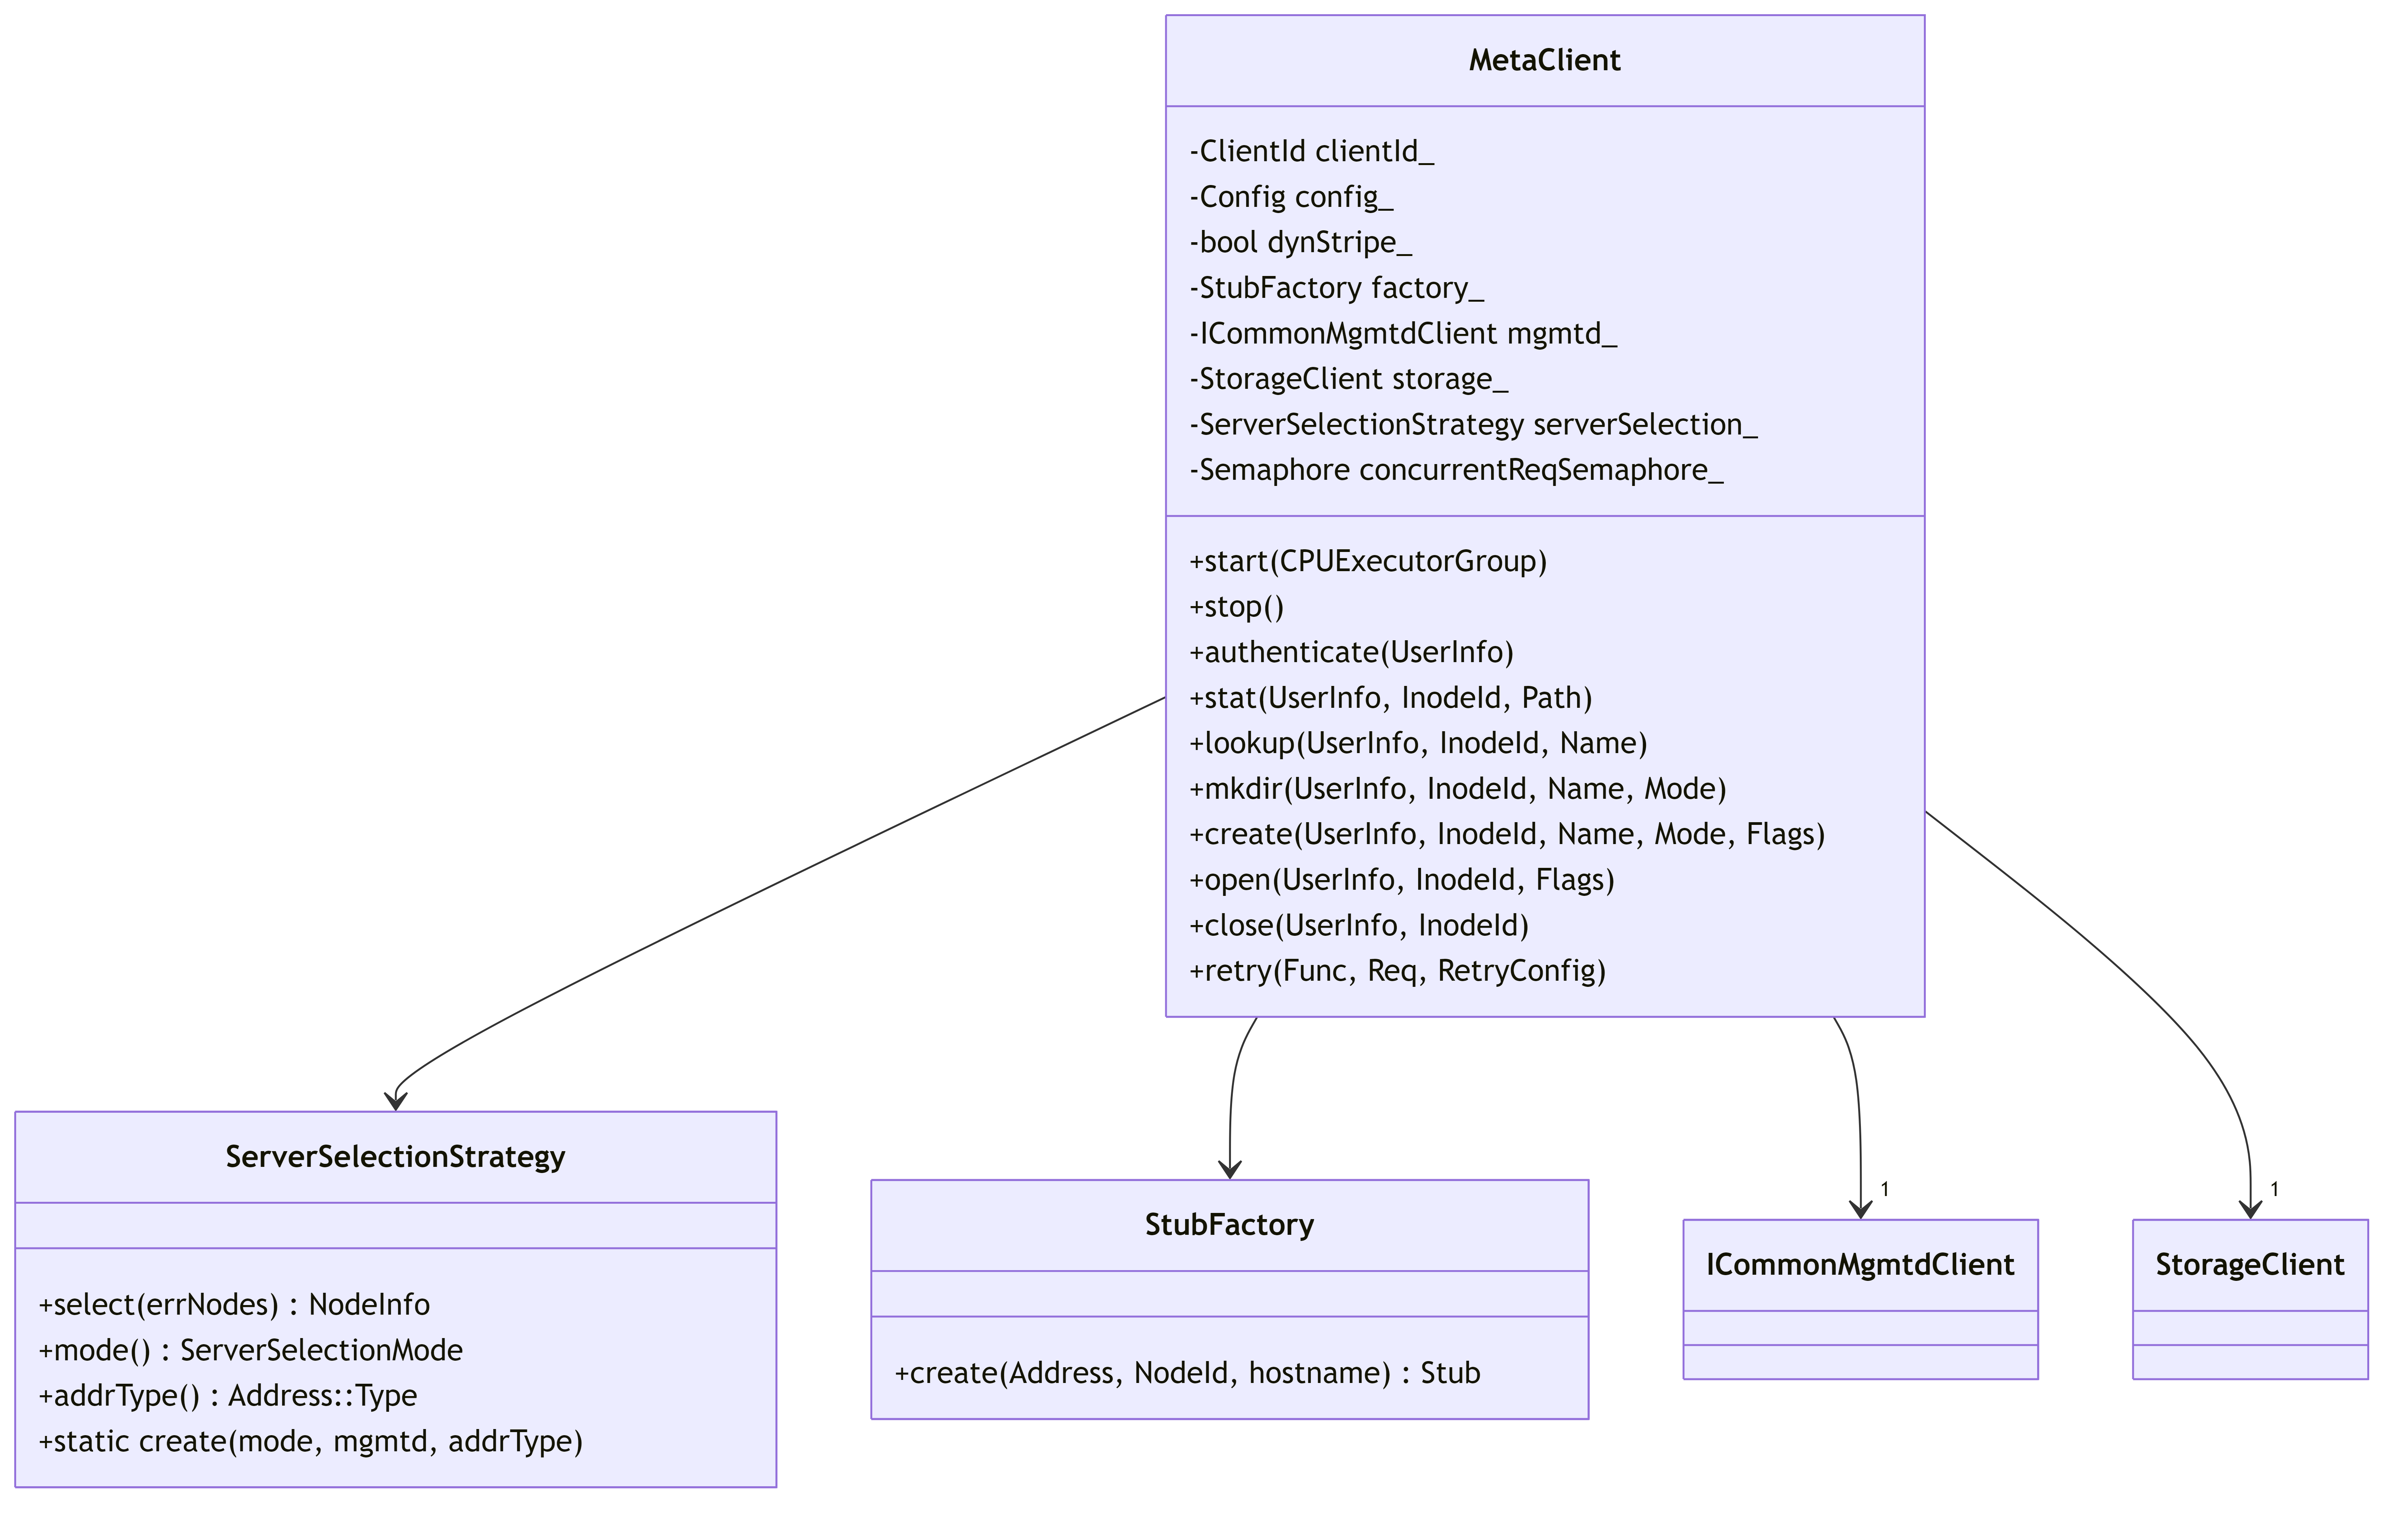 MetaClient
-ClientId clientId_
-Config config_
-bool dynStripe_
-StubFactory factory_
-ICommonMgmtdClient mgmtd_
-StorageClient storage_
-ServerSelectionStrategy serverSelection_
-Semaphore concurrentReqSemaphore_
+start(CPUExecutorGroup)
+stop()
+authenticate(UserInfo)
+stat(UserInfo, InodeId, Path)
+lookup(UserInfo, InodeId, Name)
+mkdir(UserInfo, InodeId, Name, Mode)
+create(UserInfo, InodeId, Name, Mode, Flags)
+open(UserInfo, InodeId, Flags)
+close(UserInfo, InodeId)
+retry(Func, Req, RetryConfig)
ServerSelectionStrategy
+select(errNodes) : NodeInfo
+mode() : ServerSelectionMode
+addrType() : Address::Type
+static create(mode, mgmtd, addrType)
StubFactory
+create(Address, NodeId, hostname) : Stub
1
ICommonMgmtdClient
1
StorageClient